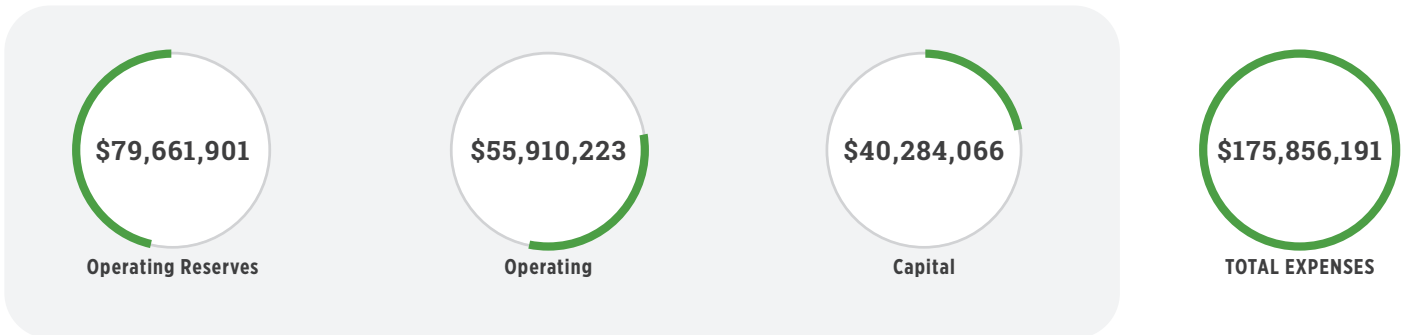 $79,661,901
Operating Reserves
$55,910,223
Operating
$40,284,066
Capital
$175,856,191
TOTAL EXPENSES